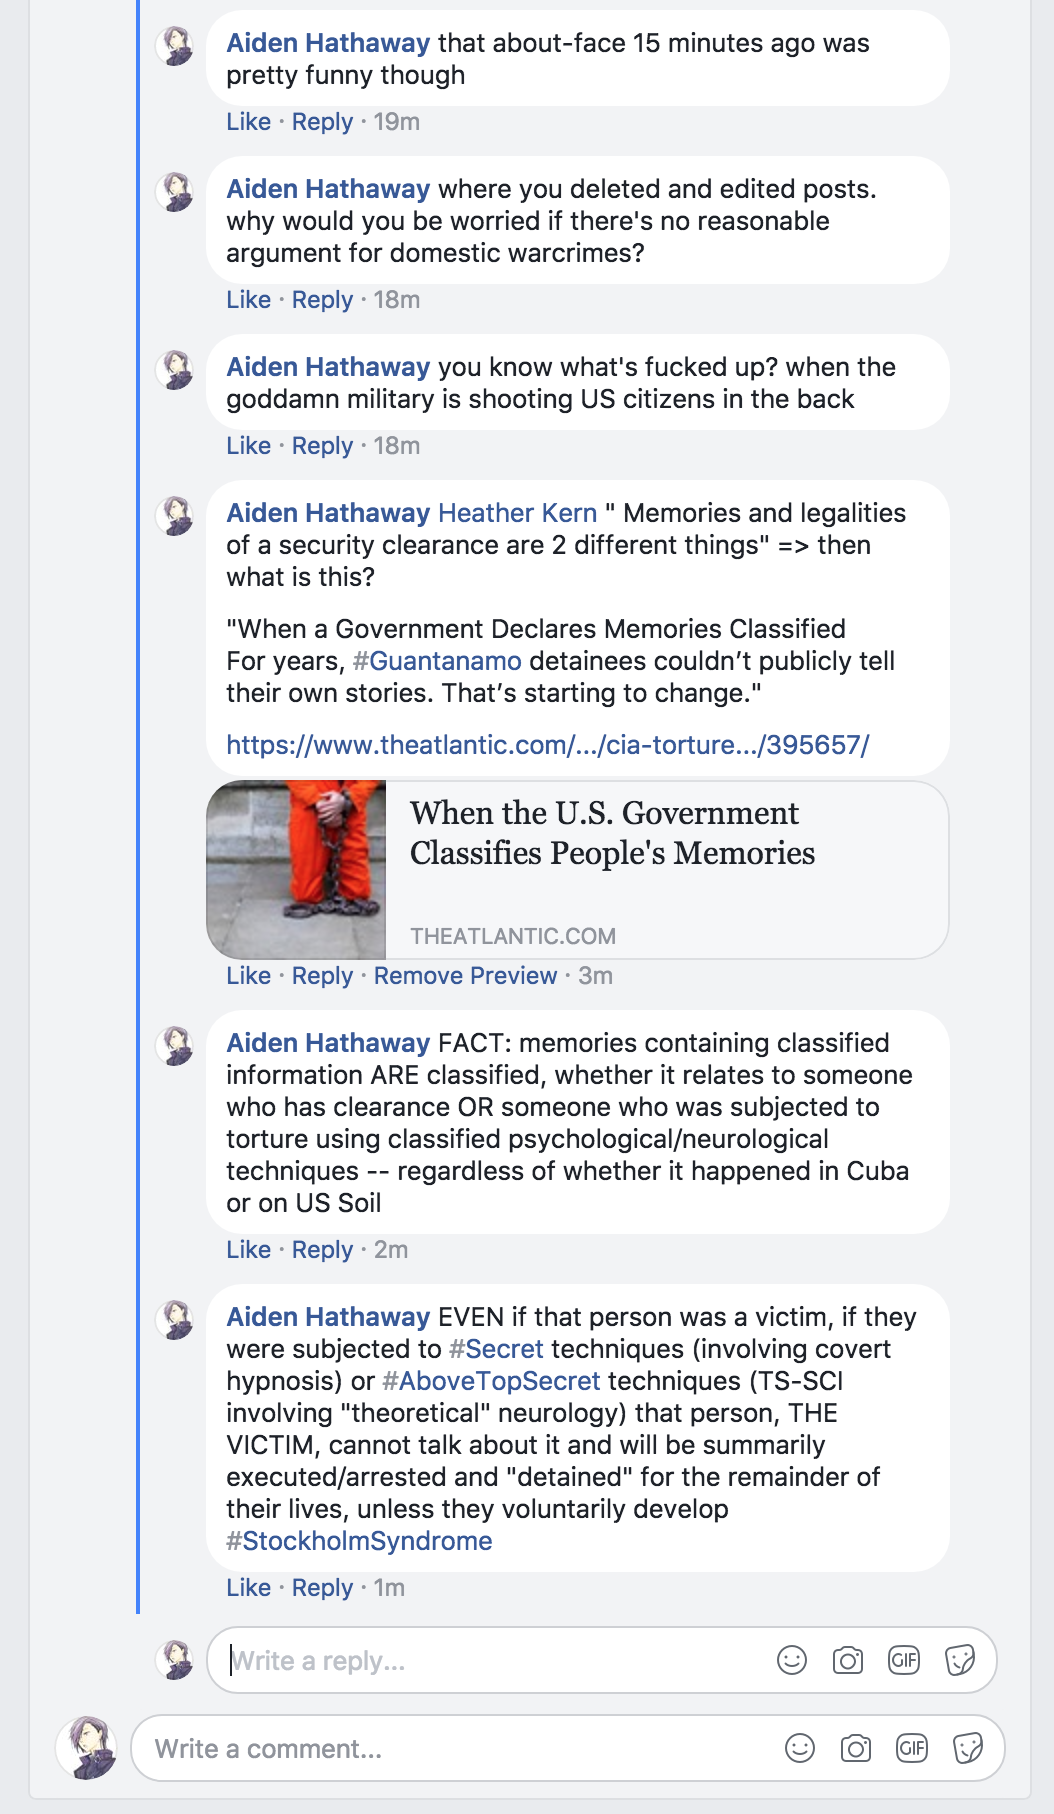 Aiden Hathaway that about-face 15 minutes ago was
pretty funny though
Like · Reply · 19m
Aiden Hathaway where you deleted and edited posts.
why would you be worried if there's no reasonable
argument for domestic warcrimes?
Like · Reply · 18m
Aiden Hathaway you know what's fucked up? when the
goddamn military is shooting US citizens in the back
Like · Reply · 18m
Aiden Hathaway Heather Kern " Memories and legalities
of a security clearance are 2 different things" => then
what is this?
"When a Government Declares Memories Classified
For years, #Guantanamo detainees couldn’t publicly tell
their own stories. That’s starting to change."
https://www.theatlantic.com/.../cia-torture.../395657/
When the U.S. Government
Classifies People's Memories
THEATLANTIC.COM
Like · Reply · Remove Preview · 3m
Aiden Hathaway FACT: memories containing classified
information ARE classified, whether it relates to someone
who has clearance OR someone who was subjected to
torture using classified psychological/neurological
techniques -- regardless of whether it happened in Cuba
or on US Soil
Like · Reply · 2m
Aiden Hathaway EVEN if that person was a victim, if they
were subjected to #Secret techniques (involving covert
hypnosis) or #AboveTopSecret techniques (TS-SCI
involving "theoretical" neurology) that person, THE
VICTIM, cannot talk about it and will be summarily
executed/arrested and "detained" for the remainder of
their lives, unless they voluntarily develop
#StockholmSyndrome
Like · Reply · 1m
Write a reply...
GIF
Write a comment...
GIF